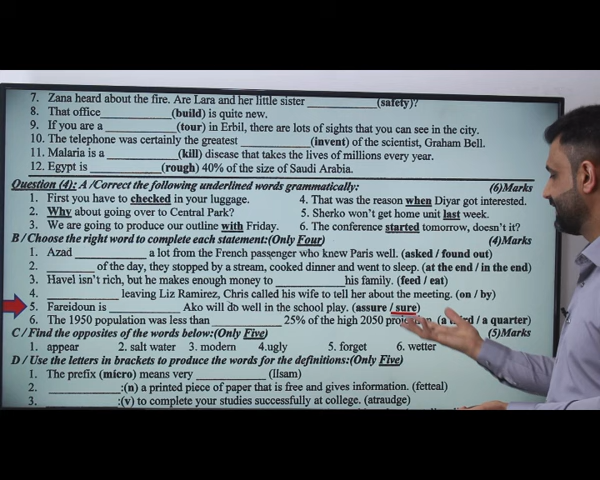 7. Zana heard about the fire. Are Lara and her little sister ____________(safety)?
8. That office ____________(build) is quite new.
9. If you are a ____________(tour) in Erbil, there are lots of sights that you can see in the city.
10. The telephone was certainly the greatest ____________(invent) of the scientist, Graham Bell.
11. Malaria is a ____________(kill) disease that takes the lives of millions every year.
12. Egypt is ____________(rough) 40% of the size of Saudi Arabia.
Question (4): A /Correct the following underlined words grammatically: (6)Marks
1. First you have to checked in your luggage. 4. That was the reason when Diyar got interested.
2. Why about going over to Central Park? 5. Sherko won't get home unit last week.
3. We are going to produce our outline with Friday. 6. The conference started tomorrow, doesn't it?
B /Choose the right word to complete each statement:(Only Four) (4)Marks
1. Azad ____________ a lot from the French passenger who knew Paris well. (asked / found out)
2. ________ of the day, they stopped by a stream, cooked dinner and went to sleep. (at the end / in the end)
3. Havel isn't rich, but he makes enough money to ____________his family. (feed / eat)
4. ____________ leaving Liz Ramirez, Chris called his wife to tell her about the meeting. (on / by)
5. Fareidoun is ____________ Ako will do well in the school play. (assure / sure)
6. The 1950 population was less than ____________ 25% of the high 2050 (a third / a quarter)
C /Find the opposites of the words below:(Only Five) (5)Marks
1. appear 2. salt water 3. modern 4.ugly 5. forget 6. wetter
D /Use the letters in brackets to produce the words for the definitions:(Only Five)
1. The prefix (micro) means very ____________ (llsam)
2. ____________:(n) a printed piece of paper that is free and gives information. (fetteal)
3. ____________:(v) to complete your studies successfully at college. (atraudge)